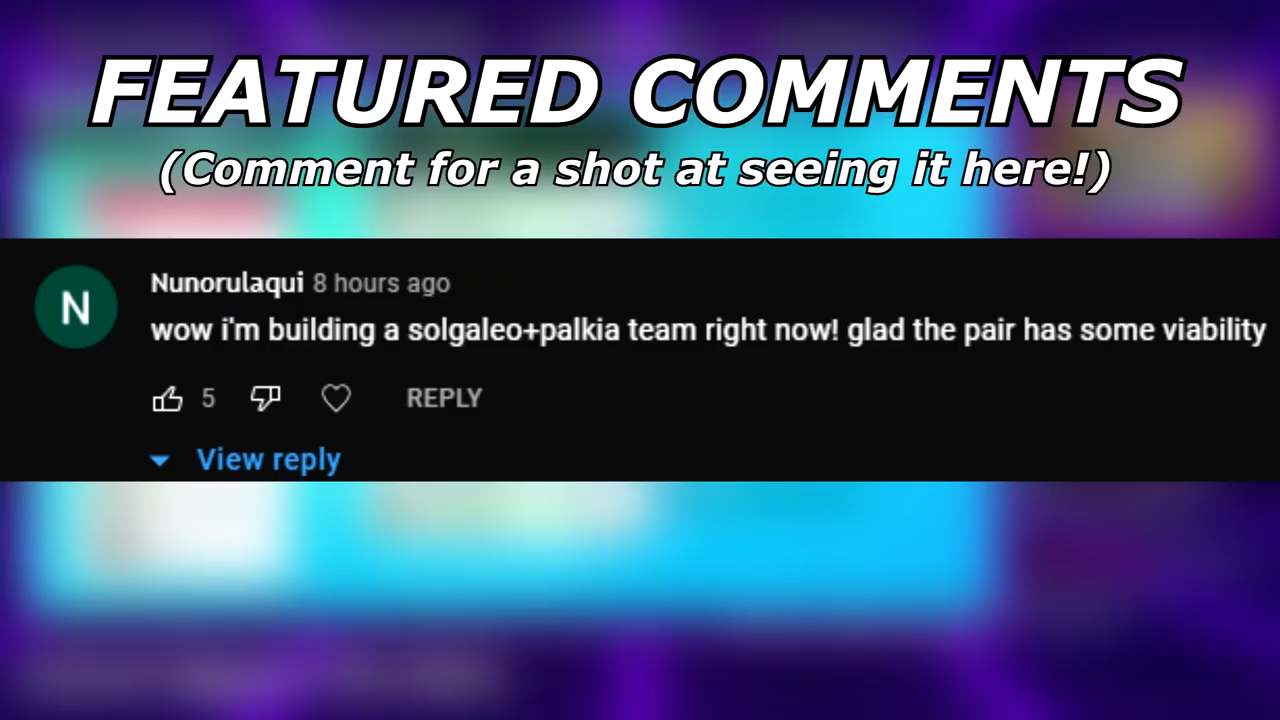 FEATURED COMMENTS
(Comment for a shot at seeing it here!)
N
Nunorulaqui 8 hours ago
wow i'm building a solgaleo+palkia team right now! glad the pair has some viability
5 REPLY
View reply